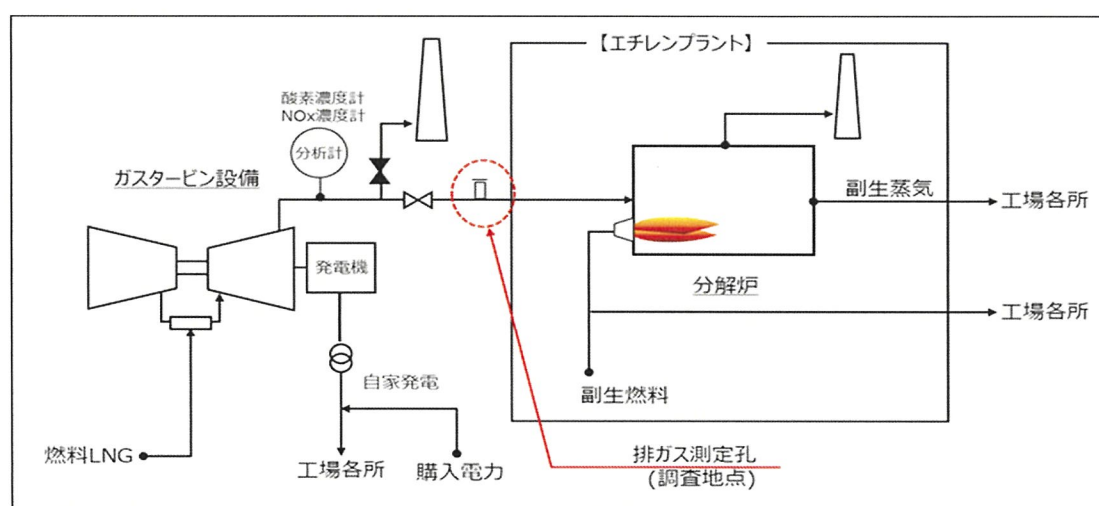 【エチレンプラント】
酸素濃度計
NOx濃度計
分析計
ガスタービン設備
副生蒸気
工場各所
発電機
分解炉
工場各所
自家発電
副生燃料
燃料LNG
工場各所
購入電力
排ガス測定孔
(調査地点)